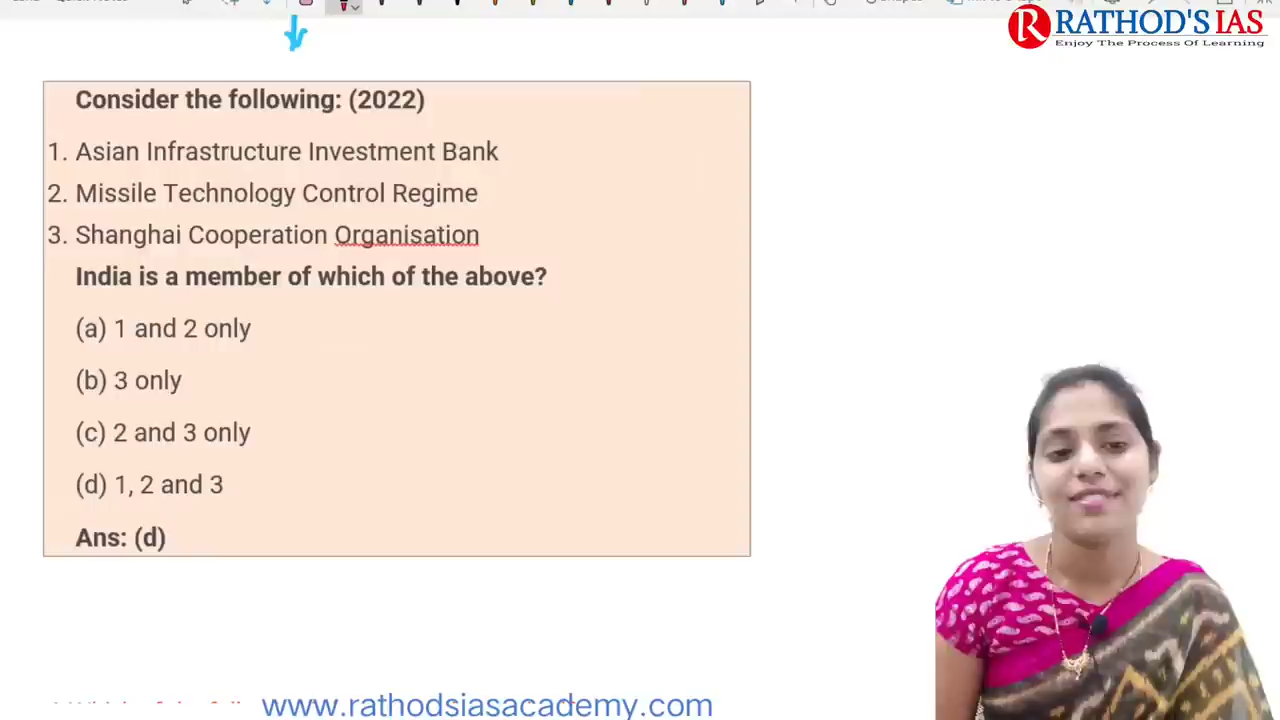 RATHOD'S IAS
Enjoy The Process Of Learning
Consider the following: (2022)
1. Asian Infrastructure Investment Bank
2. Missile Technology Control Regime
3. Shanghai Cooperation Organisation
India is a member of which of the above?
(a) 1 and 2 only
(b) 3 only
(c) 2 and 3 only
(d) 1, 2 and 3
Ans: (d)
www.rathodsiasacademy.com